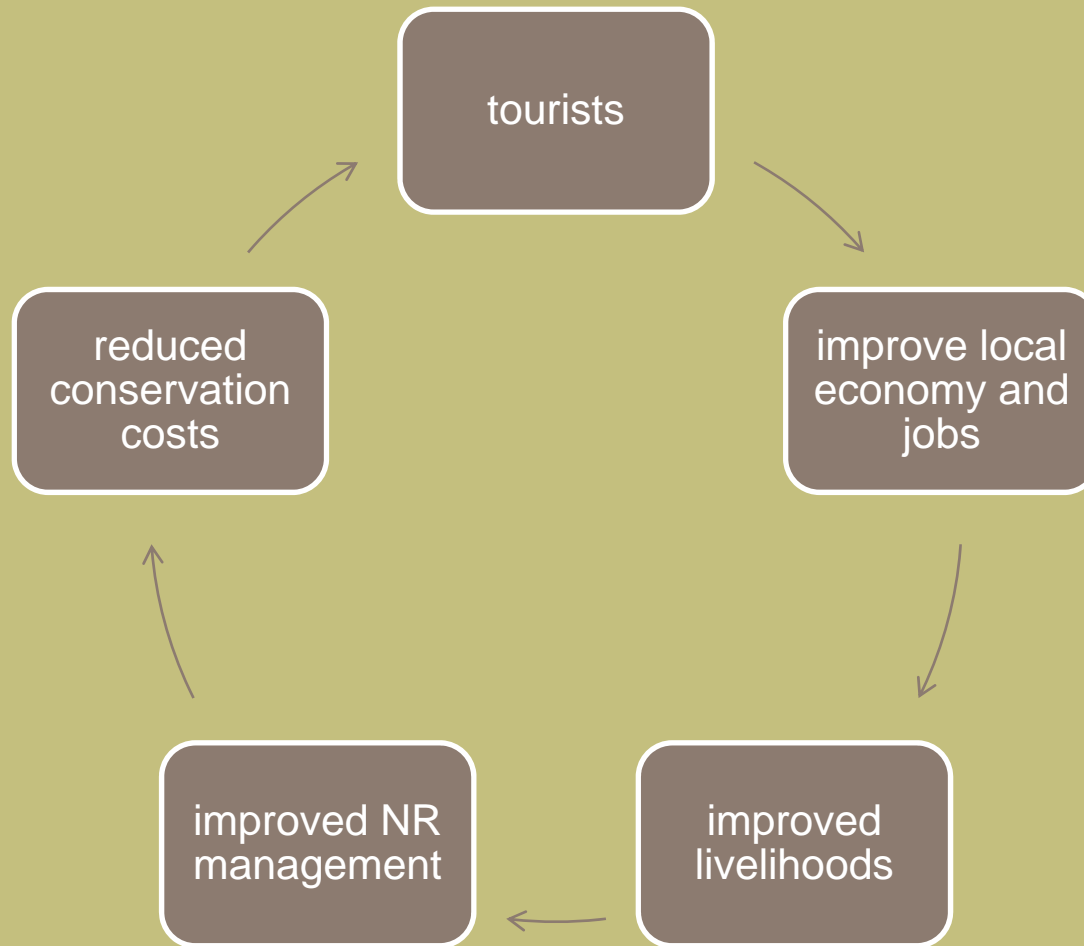 tourists
improve local
economy and
jobs
improved
livelihoods
improved NR
management
reduced
conservation
costs